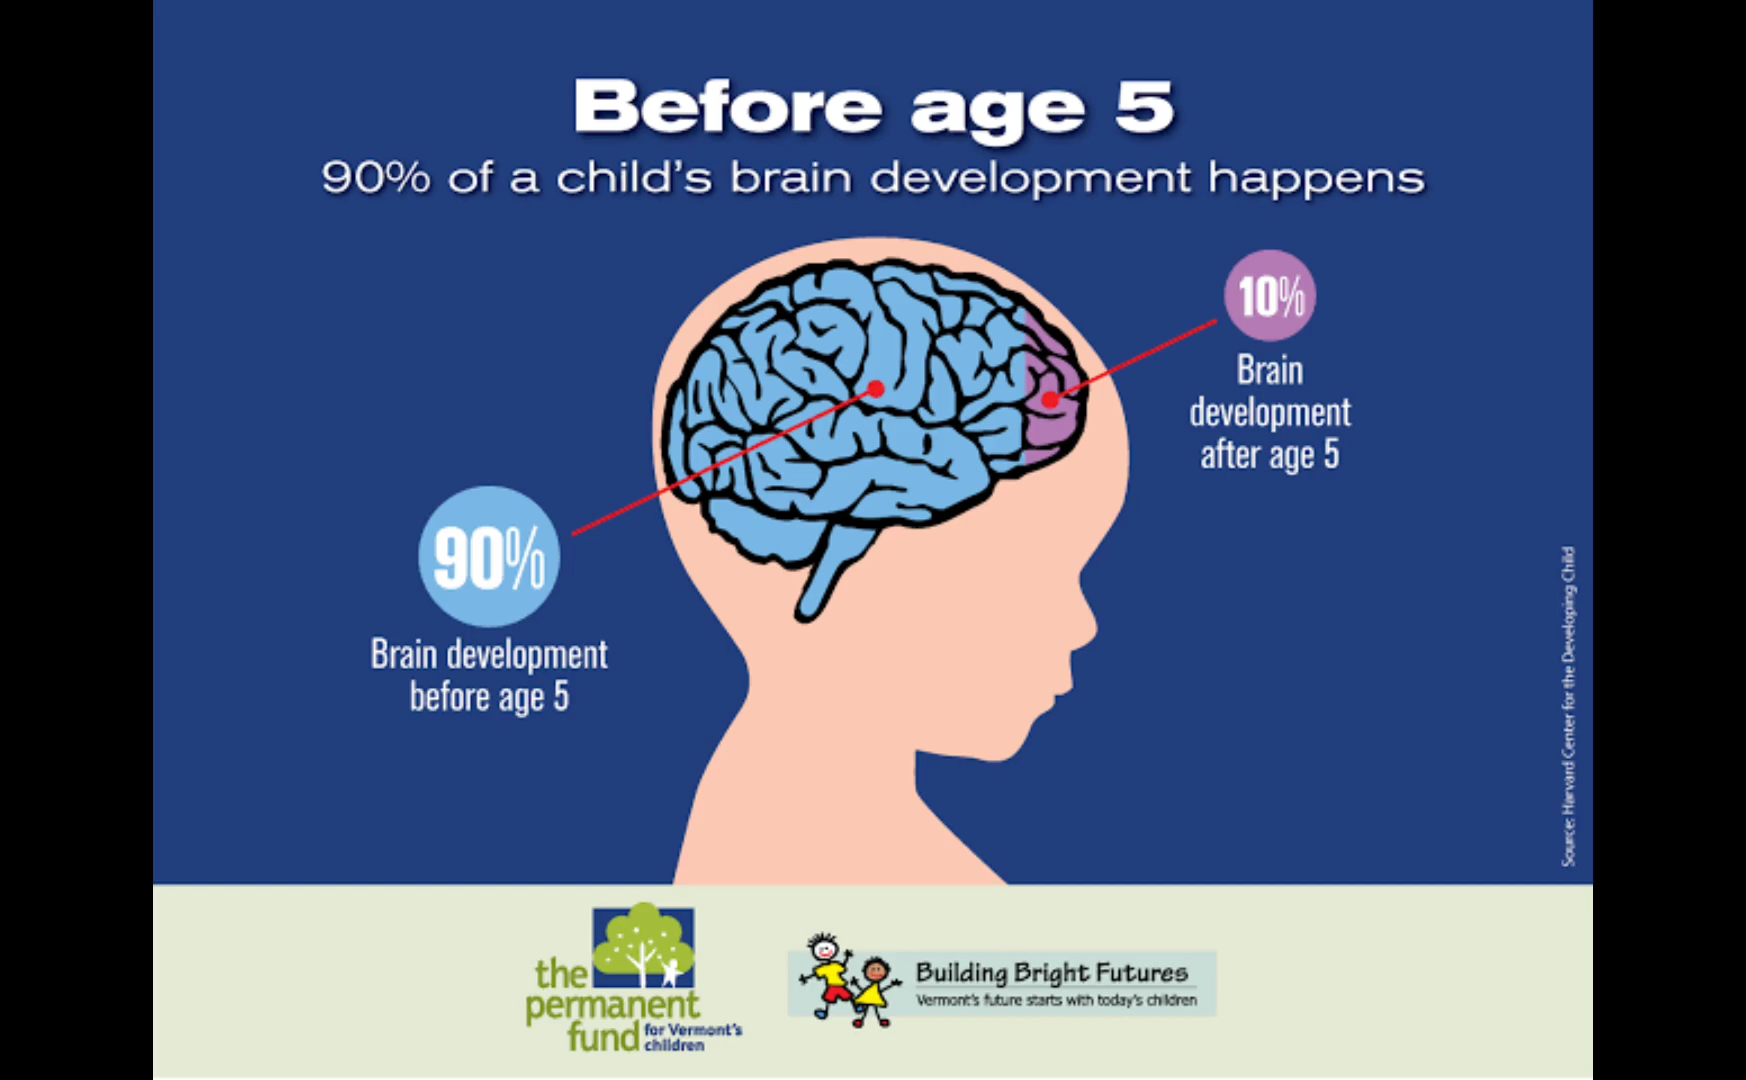 Before age 5
90% of a child's brain development happens
10%
Brain
development
after age 5
90%
Brain development
before age 5
Source: Harvard Center for the Developing Child
the
permanent
fund
for Vermont's
children
Building Bright Futures
Vermont's future starts with today's children